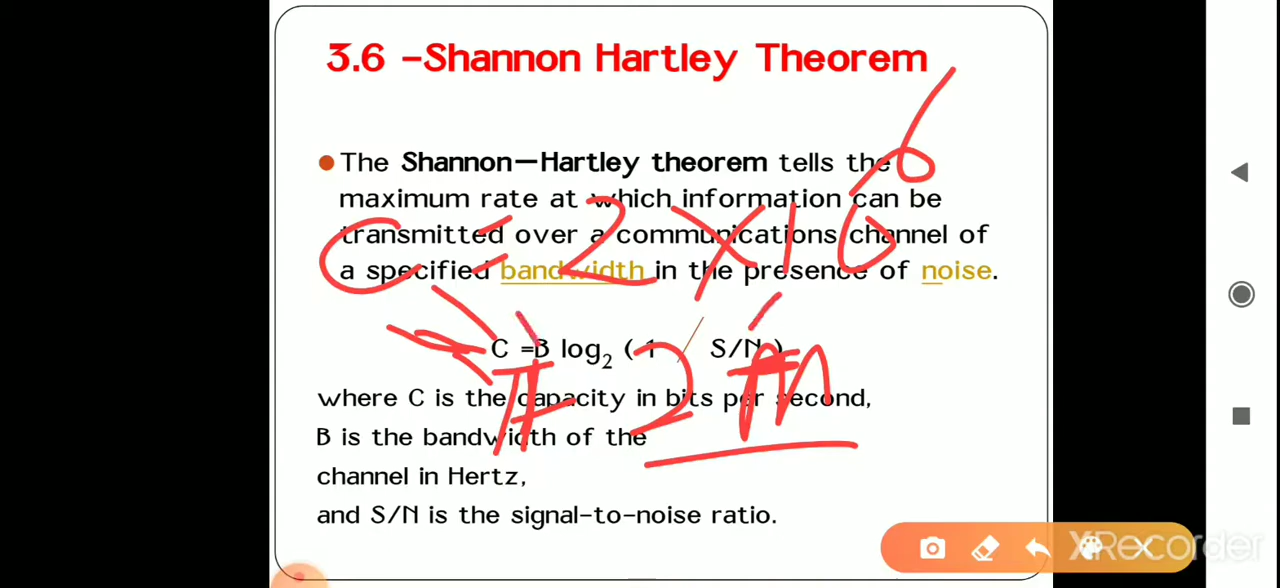 3.6 –Shannon Hartley Theorem
The Shannon–Hartley theorem tells the
maximum rate at which information can be
transmitted over a communications channel of
a specified bandwidth in the presence of noise.
C = 2 × 10^6
C =B log2 ( 1 S/N )
= 2 m
where C is the capacity in bits per second,
B is the bandwidth of the
channel in Hertz,
and S/N is the signal-to-noise ratio.
XRecorder